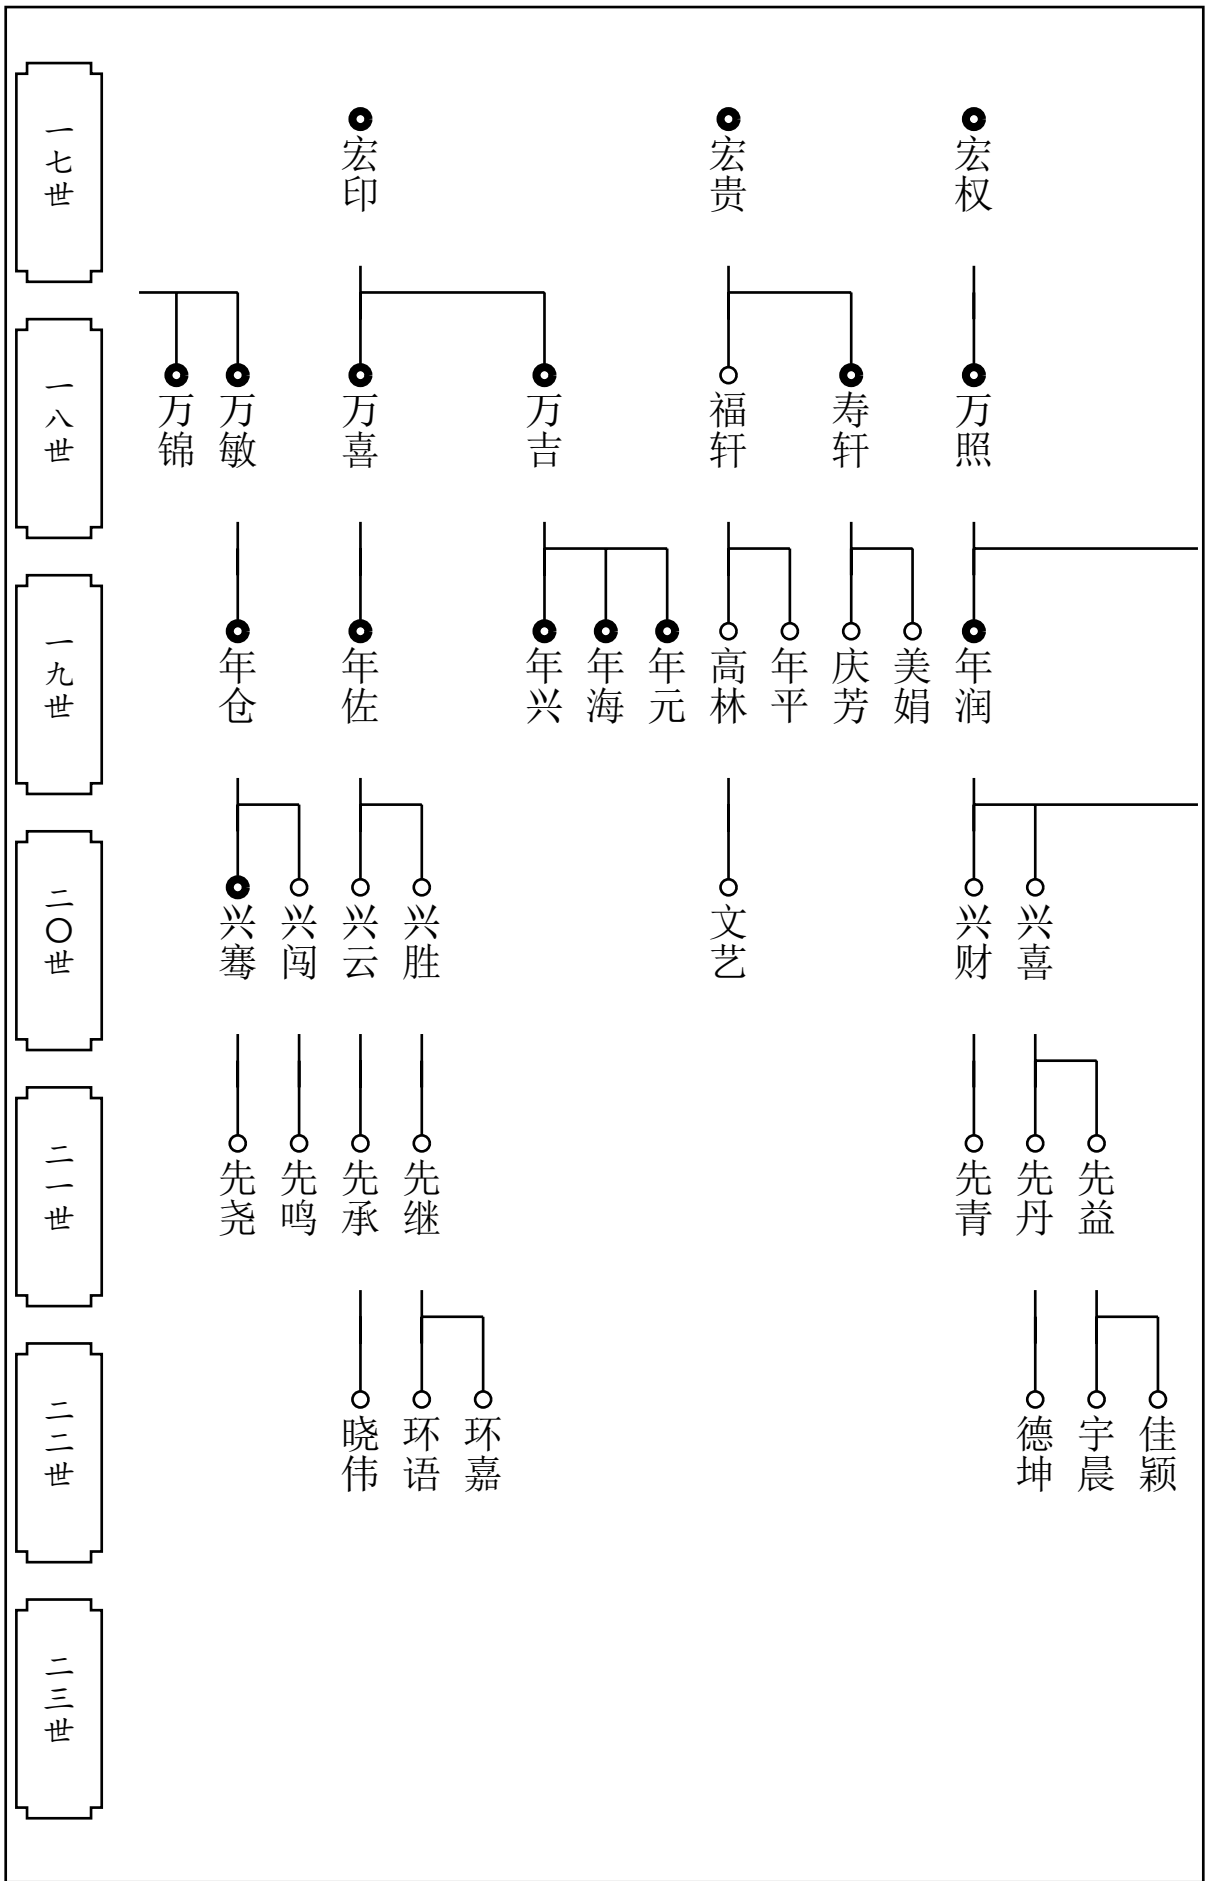 一七世
宏权
宏贵
宏印
一八世
万照
寿轩
福轩
万吉
万喜
万敏
万锦
一九世
年润
美娟
庆芳
年平
高林
年元
年海
年兴
年佐
年仓
二〇世
兴喜
兴财
文艺
兴胜
兴云
兴闯
兴骞
二一世
先益
先丹
先青
先继
先承
先鸣
先尧
二二世
佳颖
宇晨
德坤
环嘉
环语
晓伟
二三世